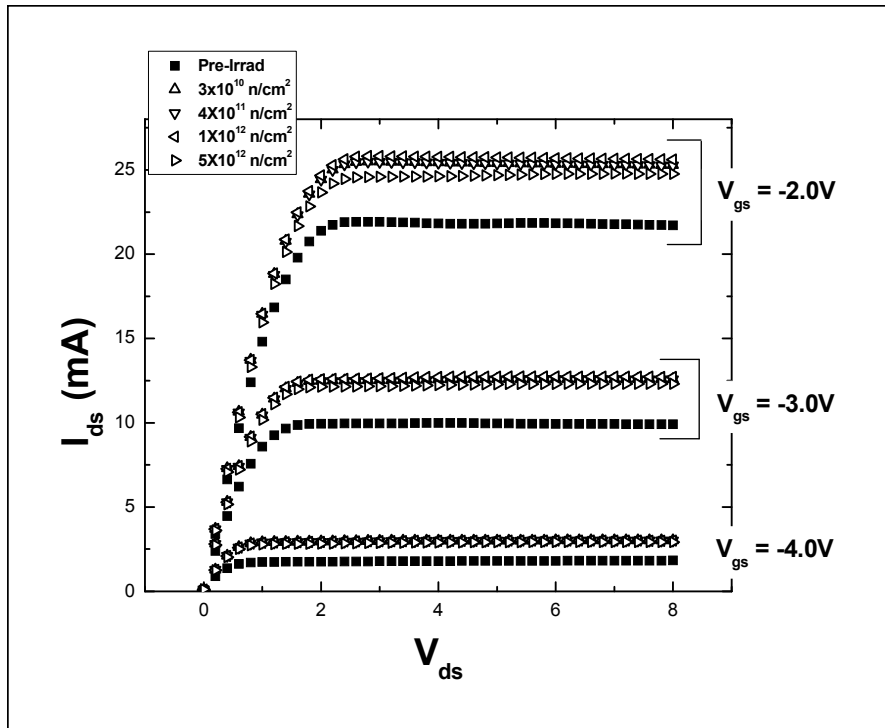 Pre-Irrad
3x10¹⁰ n/cm²
4X10¹¹ n/cm²
1X10¹² n/cm²
5X10¹² n/cm²
25
20
15
10
5
0
I_ds (mA)
V_gs = -2.0V
V_gs = -3.0V
V_gs = -4.0V
0 2 4 6 8
V_ds